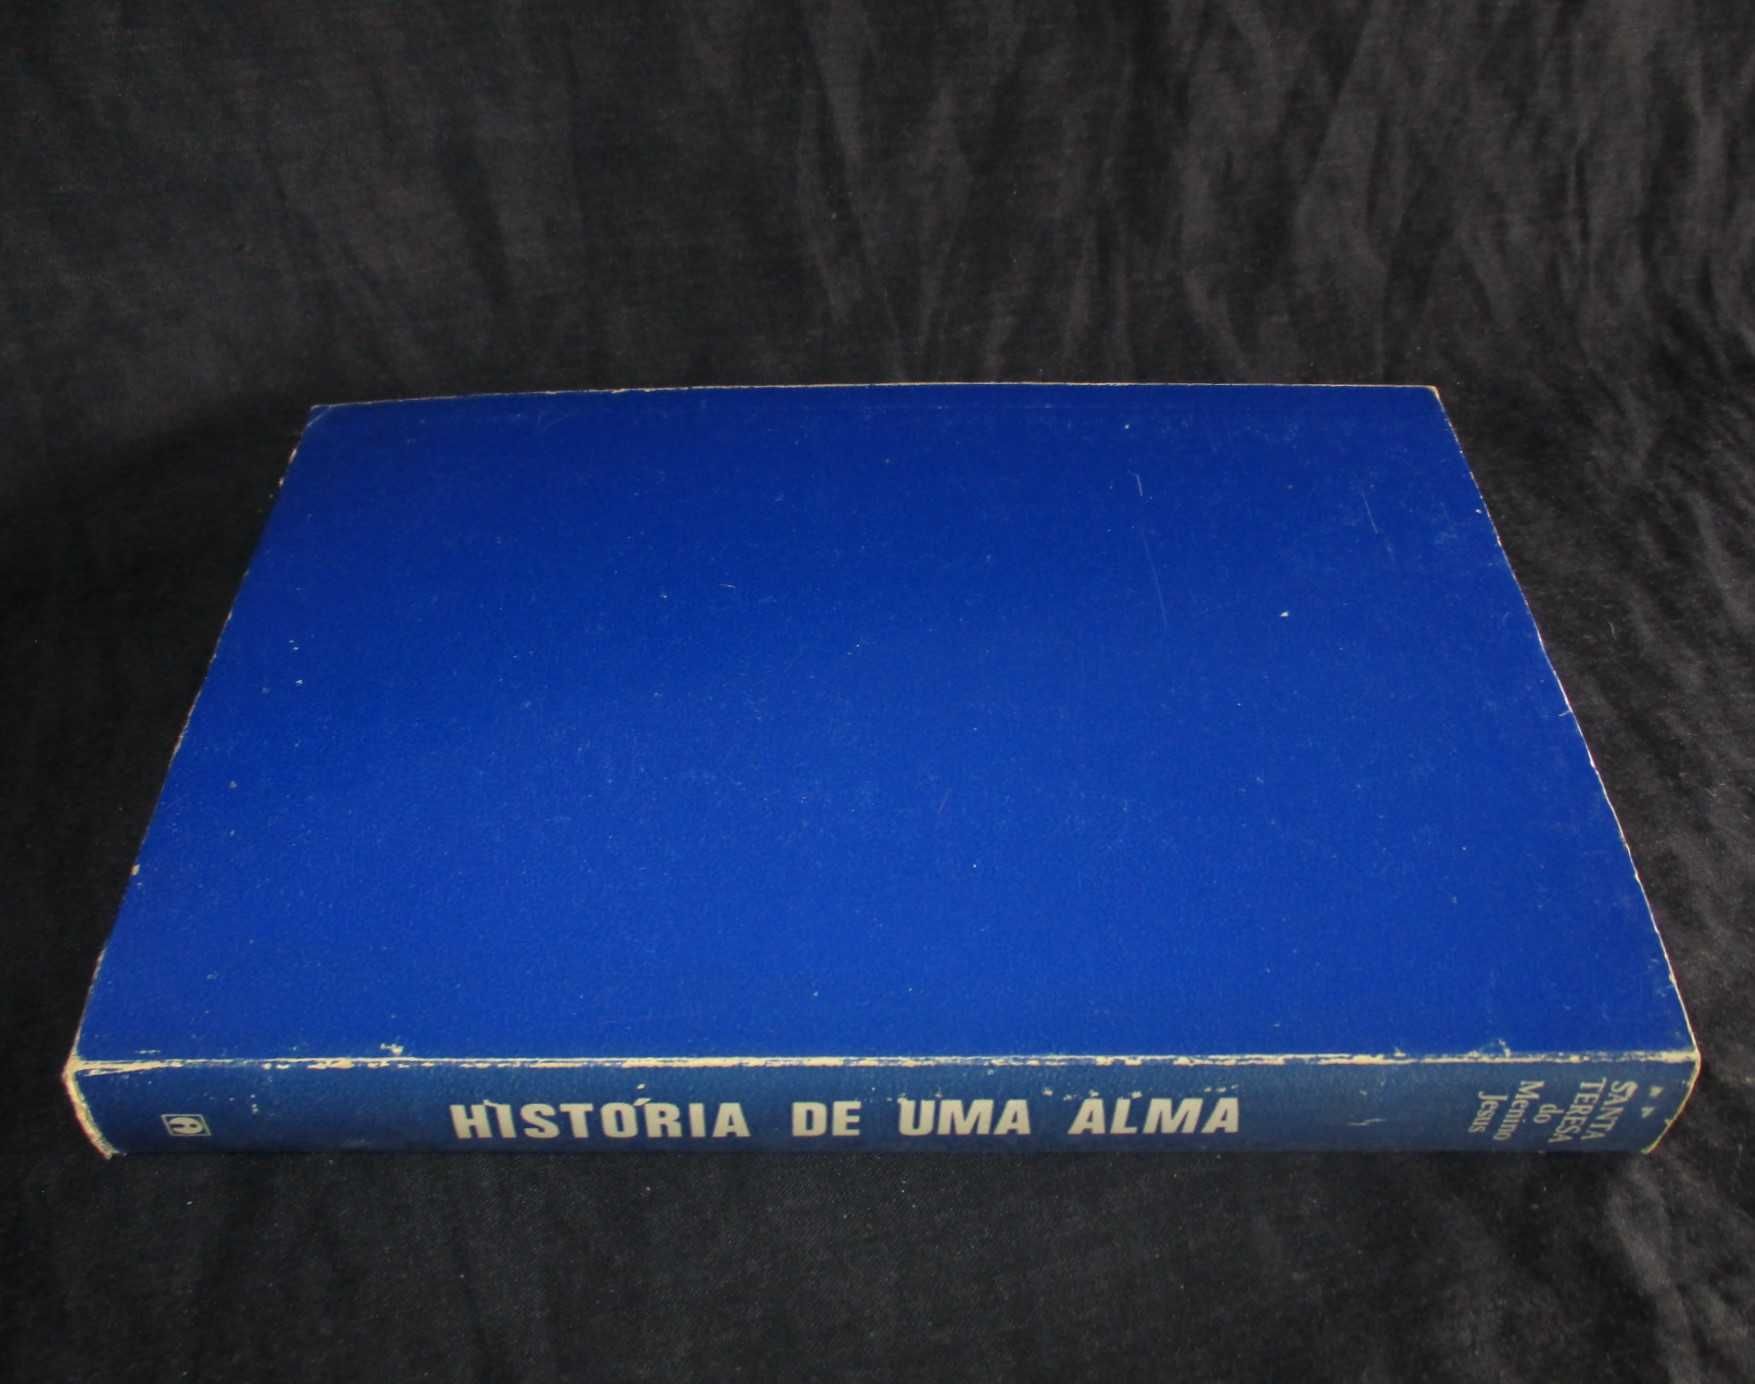 HISTÓRIA DE UMA ALMA
SANTA
TERESA
do
Menino
Jesus